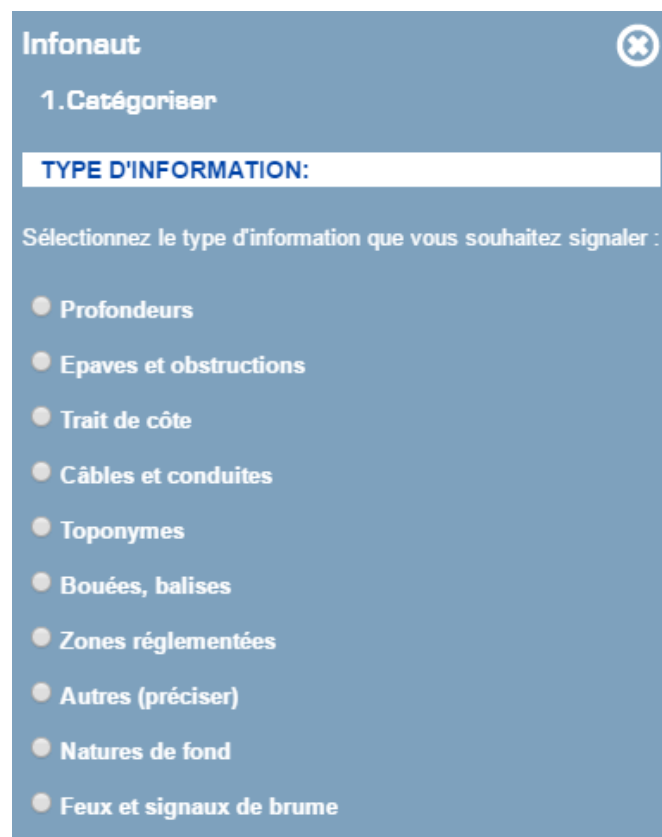 Infonaut
1.Catégoriser
TYPE D'INFORMATION:
Sélectionnez le type d'information que vous souhaitez signaler :
Profondeurs
Epaves et obstructions
Trait de côte
Câbles et conduites
Toponymes
Bouées, balises
Zones réglementées
Autres (préciser)
Natures de fond
Feux et signaux de brume